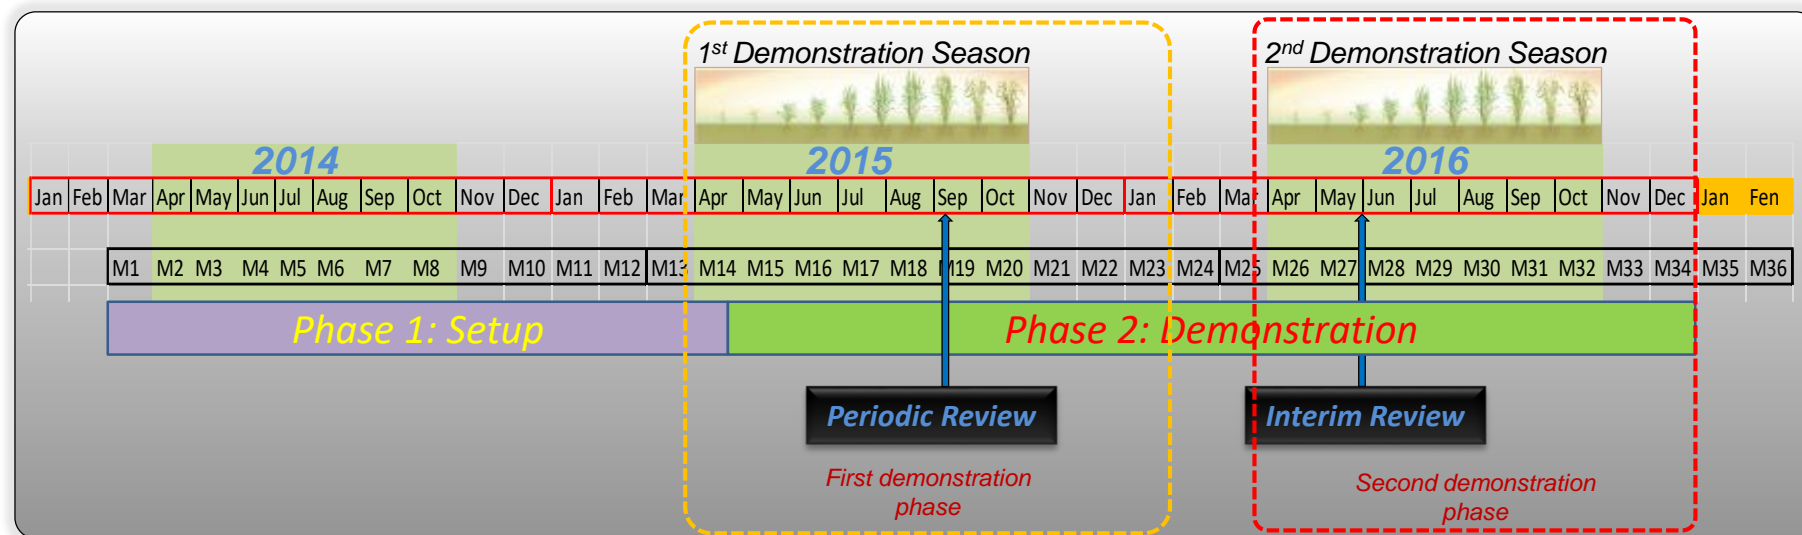 1st Demonstration Season
2nd Demonstration Season
2014
2015
2016
Jan Feb Mar Apr May Jun Jul Aug Sep Oct Nov Dec Jan Feb Mar Apr May Jun Jul Aug Sep Oct Nov Dec Jan Feb Mar Apr May Jun Jul Aug Sep Oct Nov Dec Jan Fen
M1 M2 M3 M4 M5 M6 M7 M8 M9 M10 M11 M12 M13 M14 M15 M16 M17 M18 M19 M20 M21 M22 M23 M24 M25 M26 M27 M28 M29 M30 M31 M32 M33 M34 M35 M36
Phase 1: Setup
Phase 2: Demonstration
Periodic Review
Interim Review
First demonstration
phase
Second demonstration
phase